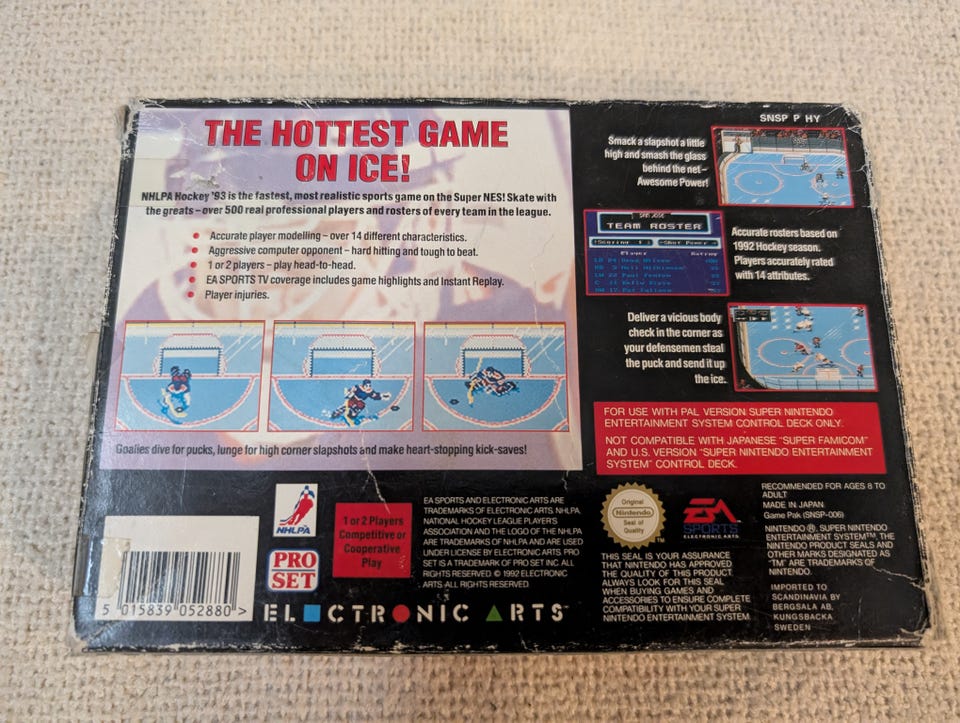 THE HOTTEST GAME
ON ICE!
NHLPA Hockey '93 is the fastest, most realistic sports game on the Super NES! Skate with
the greats – over 500 real professional players and rosters of every team in the league.
Accurate player modelling – over 14 different characteristics.
Aggressive computer opponent – hard hitting and tough to beat.
1 or 2 players – play head-to-head.
EA SPORTS TV coverage includes game highlights and Instant Replay.
Player injuries.
Goalies dive for pucks, lunge for high corner slapshots and make heart-stopping kick-saves!
SNSP P HY
Smack a slapshot a little
high and smash the glass
behind the net–
Awesome Power!
TEAM ROSTER
Player
Accurate rosters based on
1992 Hockey season.
Players accurately rated
with 14 attributes.
Deliver a vicious body
check in the corner as
your defensemen steal
the puck and send it up
the ice.
FOR USE WITH PAL VERSION SUPER NINTENDO
ENTERTAINMENT SYSTEM CONTROL DECK ONLY.
NOT COMPATIBLE WITH JAPANESE "SUPER FAMICOM"
AND U.S. VERSION "SUPER NINTENDO ENTERTAINMENT
SYSTEM" CONTROL DECK.
5 015839 052880 >
NHLPA
PRO
SET
1 or 2 Players
Competitive or
Cooperative
Play
EA SPORTS AND ELECTRONIC ARTS ARE
TRADEMARKS OF ELECTRONIC ARTS. NHLPA,
NATIONAL HOCKEY LEAGUE PLAYERS
ASSOCIATION AND THE LOGO OF THE NHLPA
ARE TRADEMARKS OF NHLPA AND ARE USED
UNDER LICENSE BY ELECTRONIC ARTS. PRO
SET IS A TRADEMARK OF PRO SET INC. ALL
RIGHTS RESERVED. © 1992 ELECTRONIC
ARTS. ALL RIGHTS RESERVED.
ELECTRONIC ARTS™
Original
Nintendo
Seal of
Quality
EA
SPORTS
ELECTRONIC ARTS
THIS SEAL IS YOUR ASSURANCE
THAT NINTENDO HAS APPROVED
THE QUALITY OF THIS PRODUCT.
ALWAYS LOOK FOR THIS SEAL
WHEN BUYING GAMES AND
ACCESSORIES TO ENSURE COMPLETE
COMPATIBILITY WITH YOUR SUPER
NINTENDO ENTERTAINMENT SYSTEM.
RECOMMENDED FOR AGES 8 TO
ADULT
MADE IN JAPAN
Game Pak (SNSP-006)
NINTENDO ®, SUPER NINTENDO
ENTERTAINMENT SYSTEM™, THE
NINTENDO PRODUCT SEALS AND
OTHER MARKS DESIGNATED AS
"TM" ARE TRADEMARKS OF
NINTENDO.
IMPORTED TO
SCANDINAVIA BY
BERGSALA AB,
KUNGSBACKA
SWEDEN